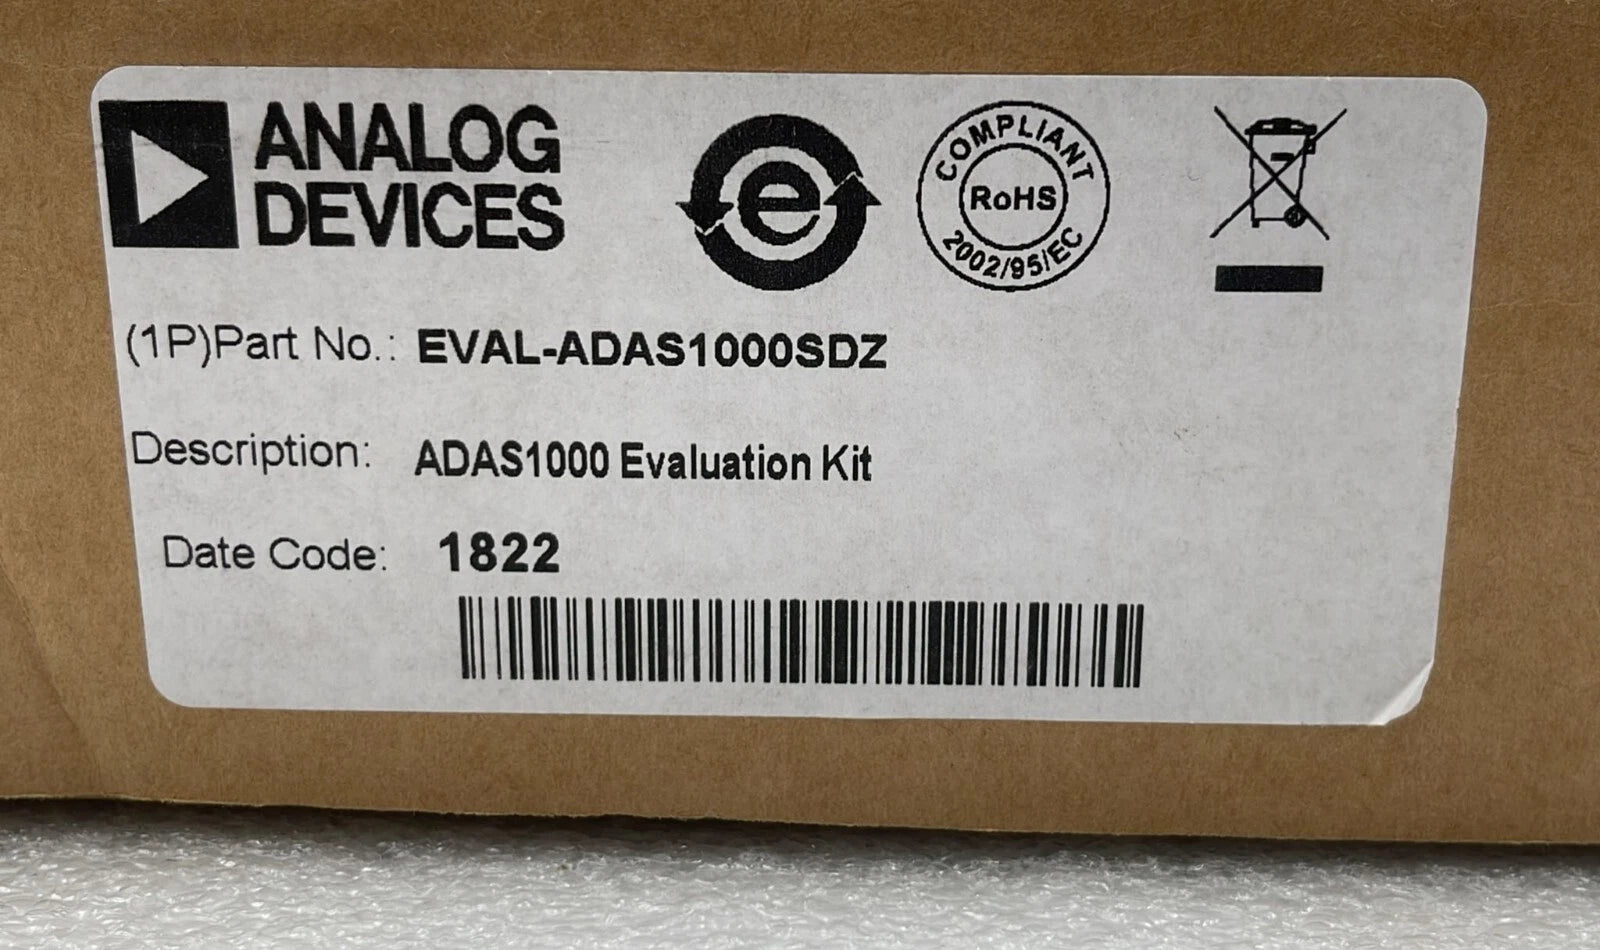 ANALOG
DEVICES
e
COMPLIANT
RoHS
2002/95/EC
(1P)Part No.: EVAL-ADAS1000SDZ
Description: ADAS1000 Evaluation Kit
Date Code: 1822